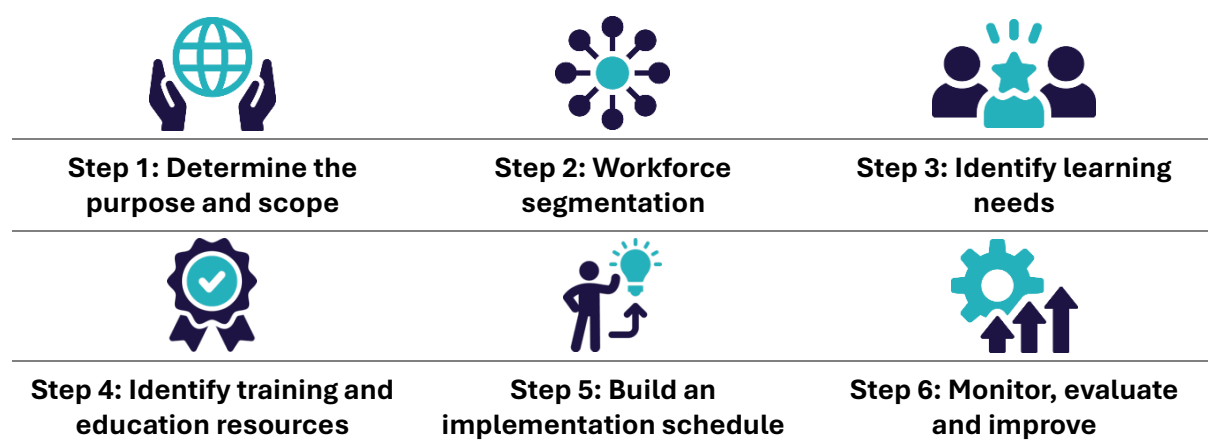 Step 1: Determine the
purpose and scope
Step 2: Workforce
segmentation
Step 3: Identify learning
needs
Step 4: Identify training and
education resources
Step 5: Build an
implementation schedule
Step 6: Monitor, evaluate
and improve